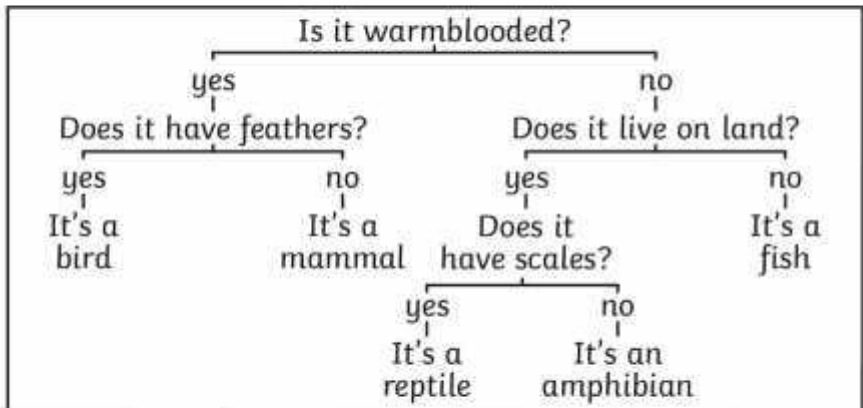 Is it warmblooded?
yes no
Does it have feathers? Does it live on land?
yes no yes no
It's a It's a Does it It's a
bird mammal have scales? fish
yes no
It's a It's an
reptile amphibian